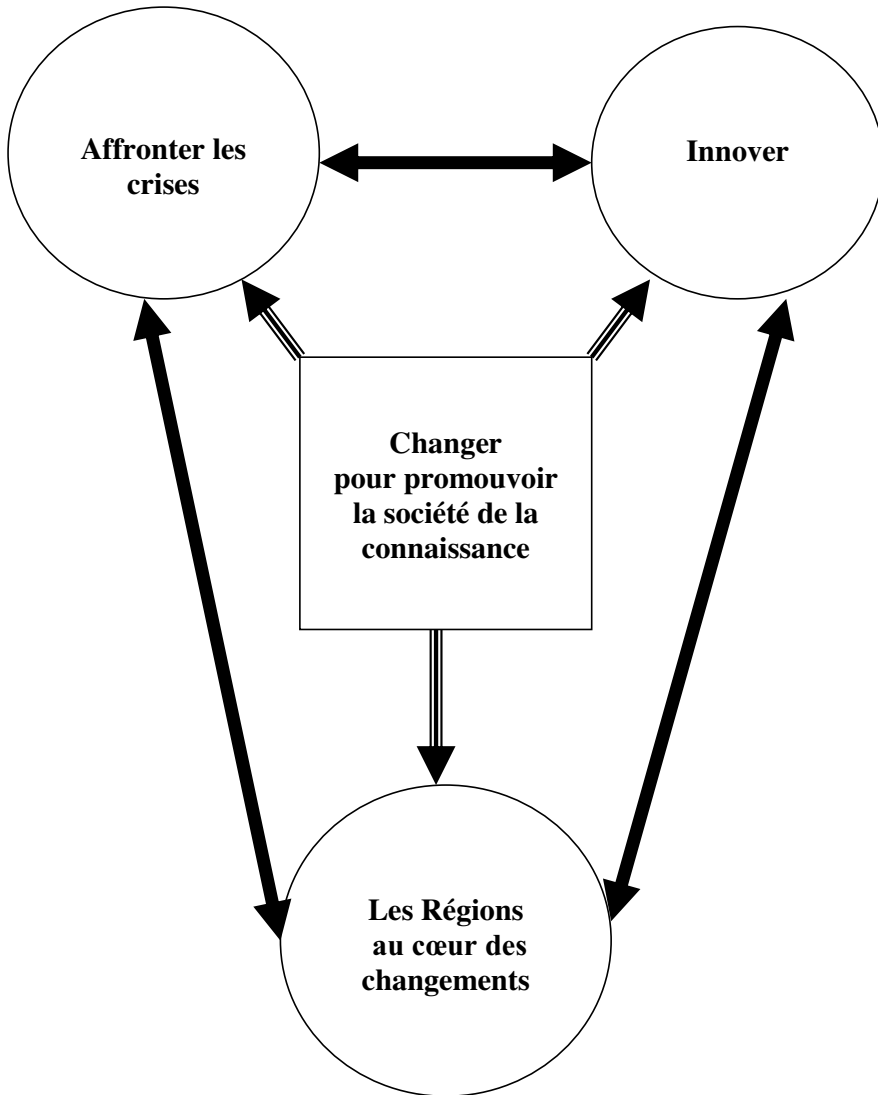 Affronter les
crises
Innover
Changer
pour promouvoir
la société de la
connaissance
Les Régions
au cœur des
changements